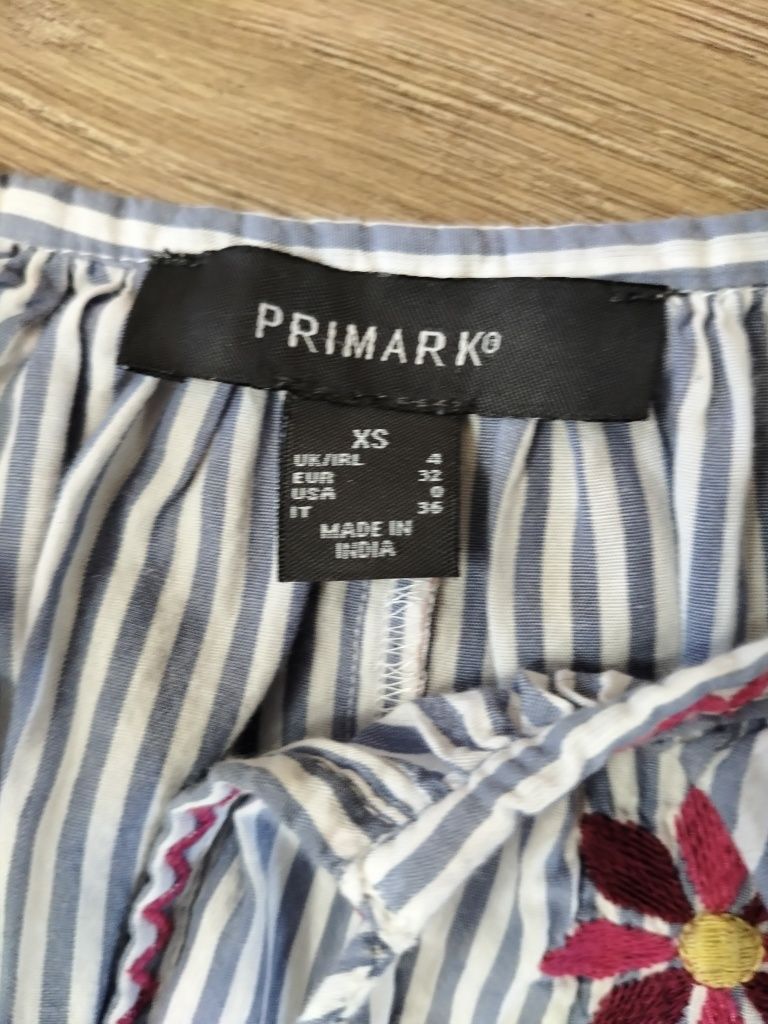 PRIMARK®
XS
UK/IRL 4
EUR 32
USA 0
IT 36
MADE IN
INDIA